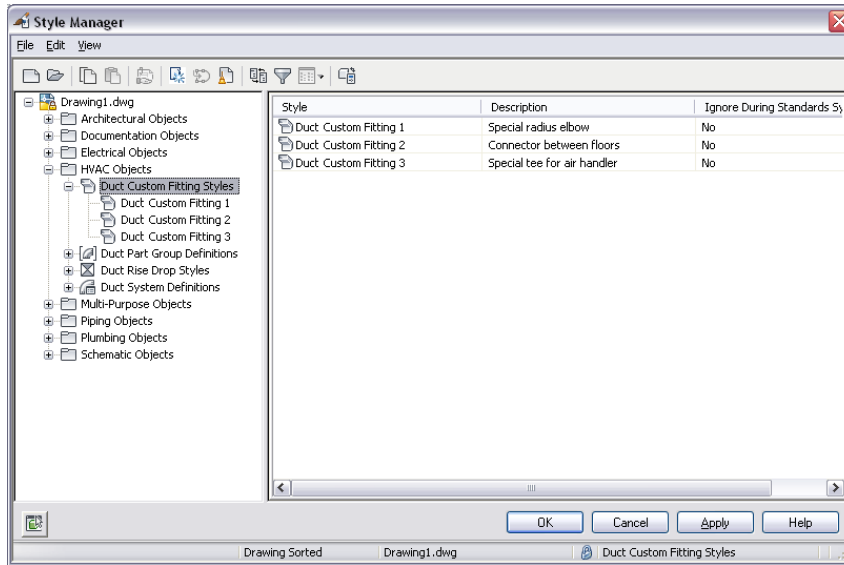 Style Manager
File Edit View
Drawing1.dwg
Architectural Objects
Documentation Objects
Electrical Objects
HVAC Objects
Duct Custom Fitting Styles
Duct Custom Fitting 1
Duct Custom Fitting 2
Duct Custom Fitting 3
Duct Part Group Definitions
Duct Rise Drop Styles
Duct System Definitions
Multi-Purpose Objects
Piping Objects
Plumbing Objects
Schematic Objects
Style Description Ignore During Standards Sy
Duct Custom Fitting 1 Special radius elbow No
Duct Custom Fitting 2 Connector between floors No
Duct Custom Fitting 3 Special tee for air handler No
OK Cancel Apply Help
Drawing Sorted Drawing1.dwg Duct Custom Fitting Styles